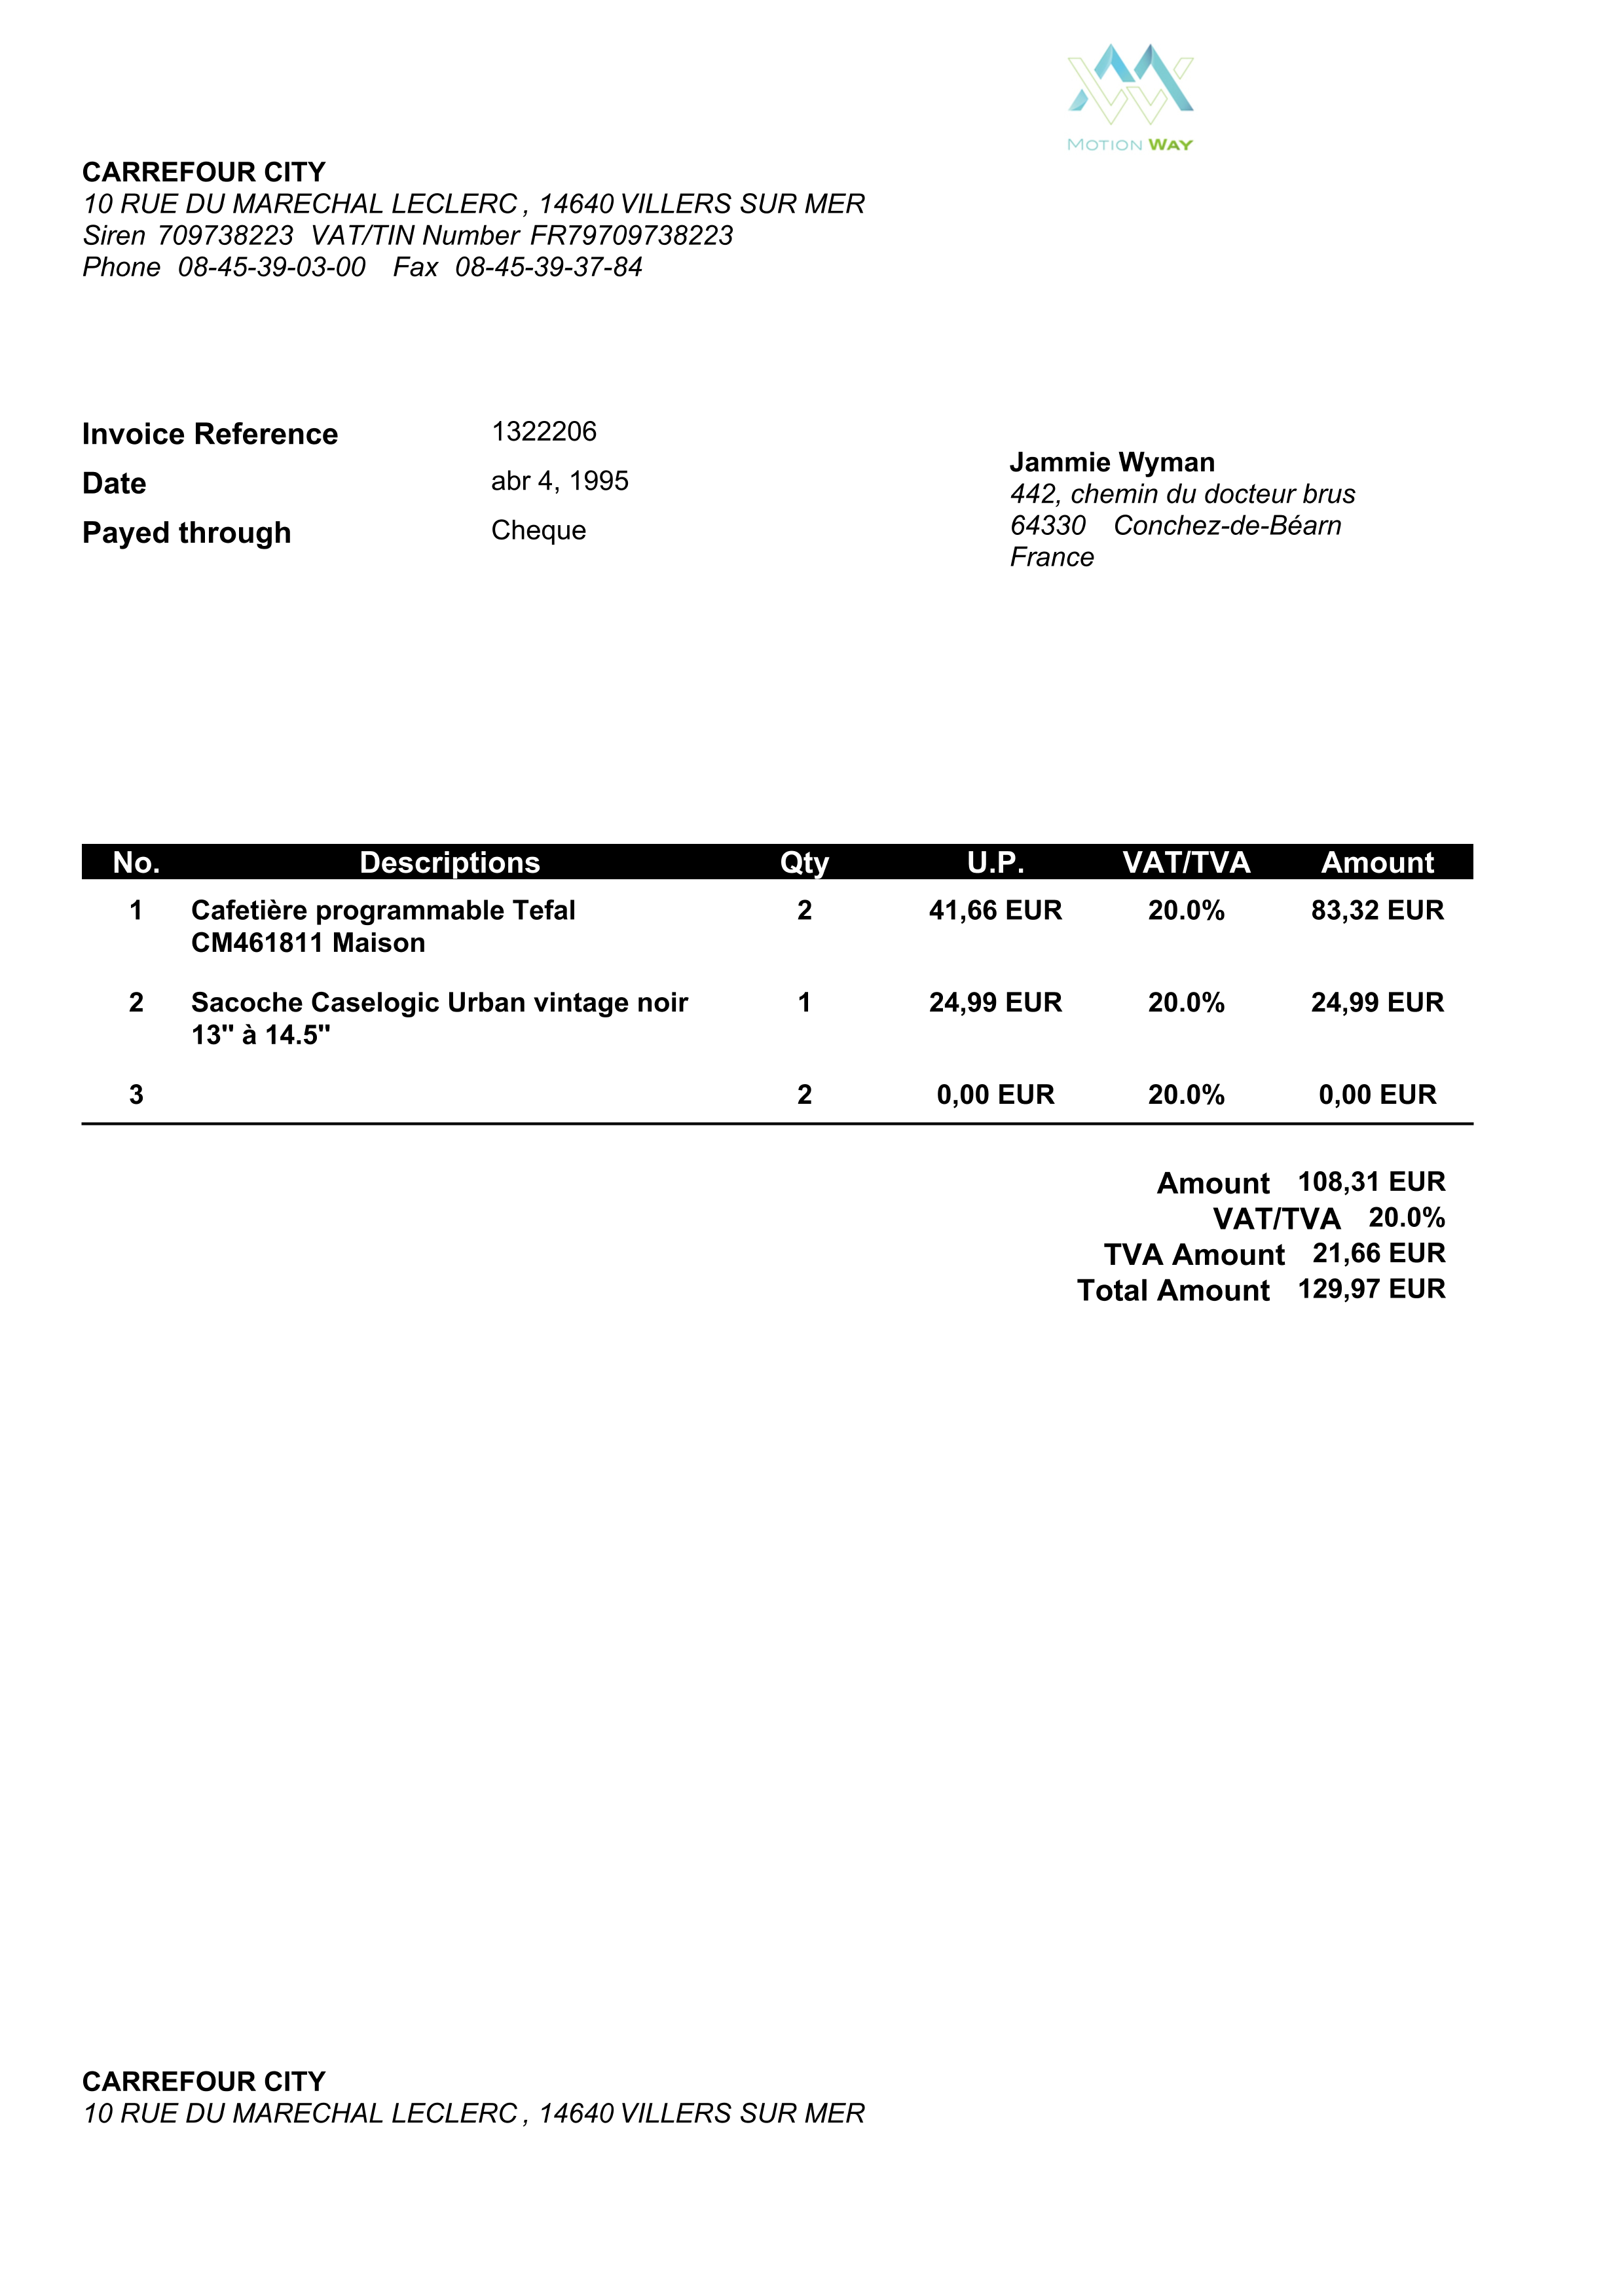 MOTION WAY
CARREFOUR CITY
10 RUE DU MARECHAL LECLERC , 14640 VILLERS SUR MER
Siren 709738223 VAT/TIN Number FR79709738223
Phone 08-45-39-03-00 Fax 08-45-39-37-84
Invoice Reference 1322206
Date abr 4, 1995
Payed through Cheque
Jammie Wyman
442, chemin du docteur brus
64330 Conchez-de-Béarn
France
No. Descriptions Qty U.P. VAT/TVA Amount
1 Cafetière programmable Tefal 2 41,66 EUR 20.0% 83,32 EUR
CM461811 Maison
2 Sacoche Caselogic Urban vintage noir 1 24,99 EUR 20.0% 24,99 EUR
13" à 14.5"
3 2 0,00 EUR 20.0% 0,00 EUR
Amount 108,31 EUR
VAT/TVA 20.0%
TVA Amount 21,66 EUR
Total Amount 129,97 EUR
CARREFOUR CITY
10 RUE DU MARECHAL LECLERC , 14640 VILLERS SUR MER